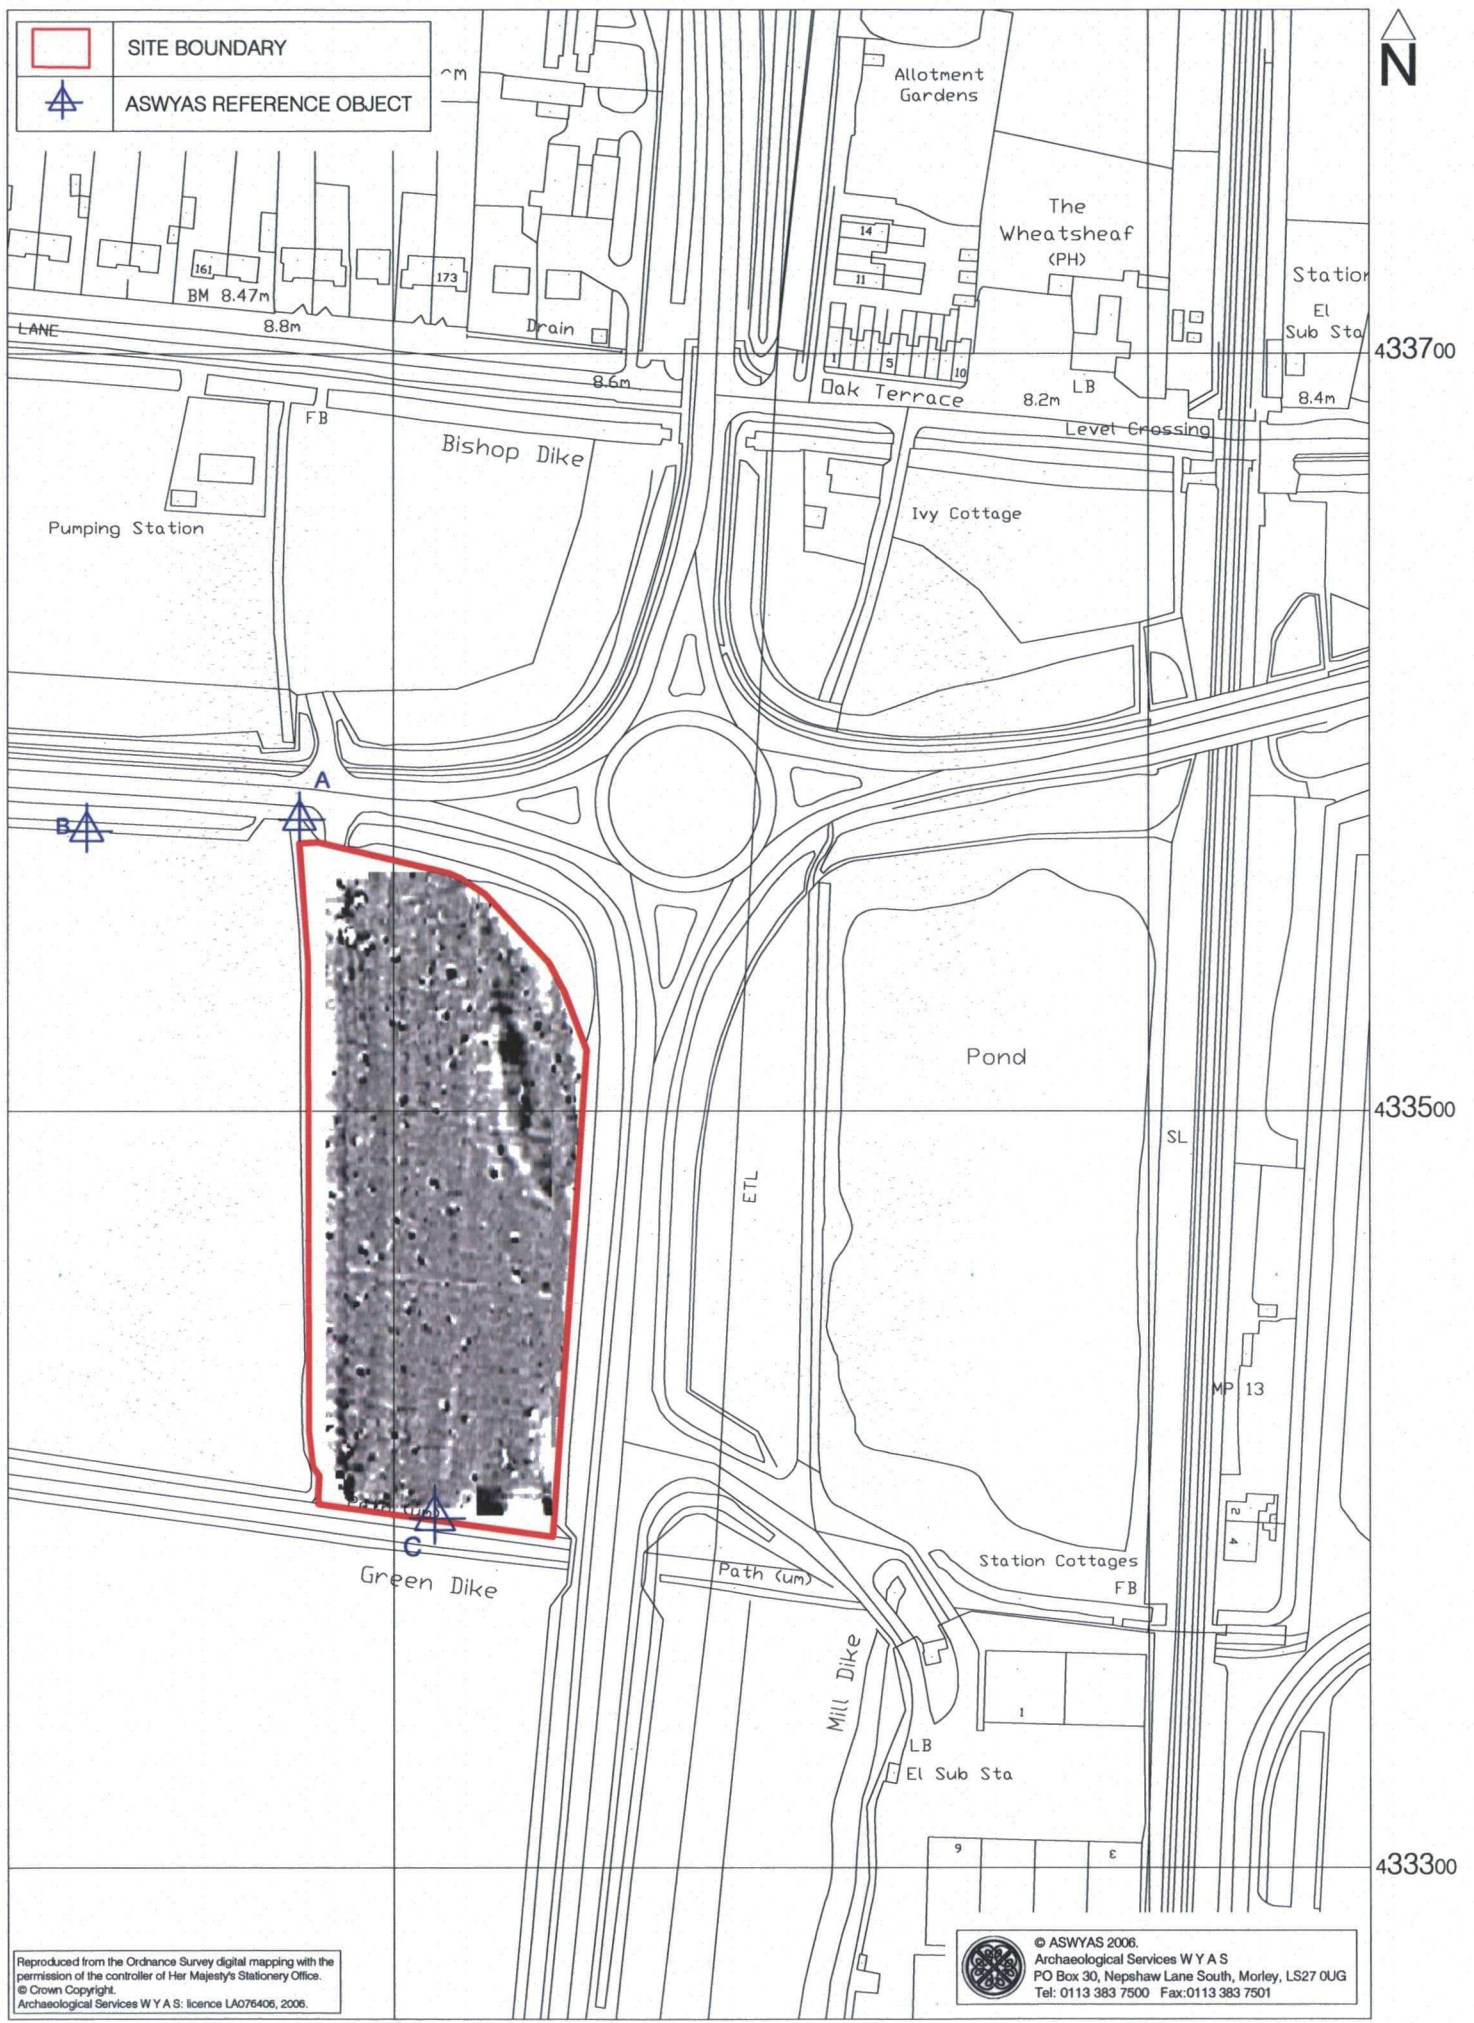 SITE BOUNDARY
ASWYAS REFERENCE OBJECT
N
Allotment
Gardens
The
Wheatsheaf
(PH)
14
11
161
173
BM 8.47m
8.8m
LANE
Drain
Station
El
Sub Sta
433700
1
5
10
8.6m
Oak Terrace
8.2m
LB
8.4m
FB
Level Crossing
Bishop Dike
Ivy Cottage
Pumping Station
A
B
Pond
433500
SL
ETL
MP 13
2
4
Path (um)
C
Green Dike
Path (um)
Station Cottages
FB
Mill Dike
1
LB
El Sub Sta
9
3
433300
Reproduced from the Ordnance Survey digital mapping with the
permission of the controller of Her Majesty's Stationery Office.
© Crown Copyright.
Archaeological Services W Y A S: licence LA076406, 2006.
© ASWYAS 2006.
Archaeological Services W Y A S
PO Box 30, Nepshaw Lane South, Morley, LS27 0UG
Tel: 0113 383 7500 Fax:0113 383 7501